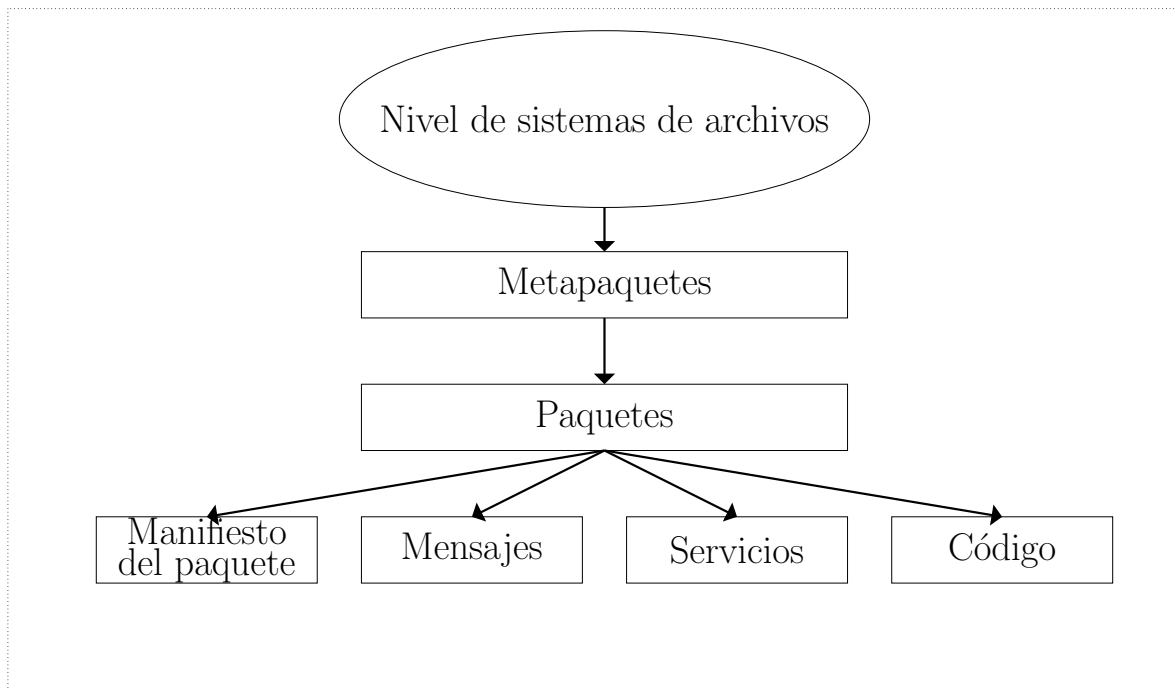 Nivel de sistemas de archivos
Metapaquetes
Paquetes
Manifiesto
del paquete
Mensajes
Servicios
Código